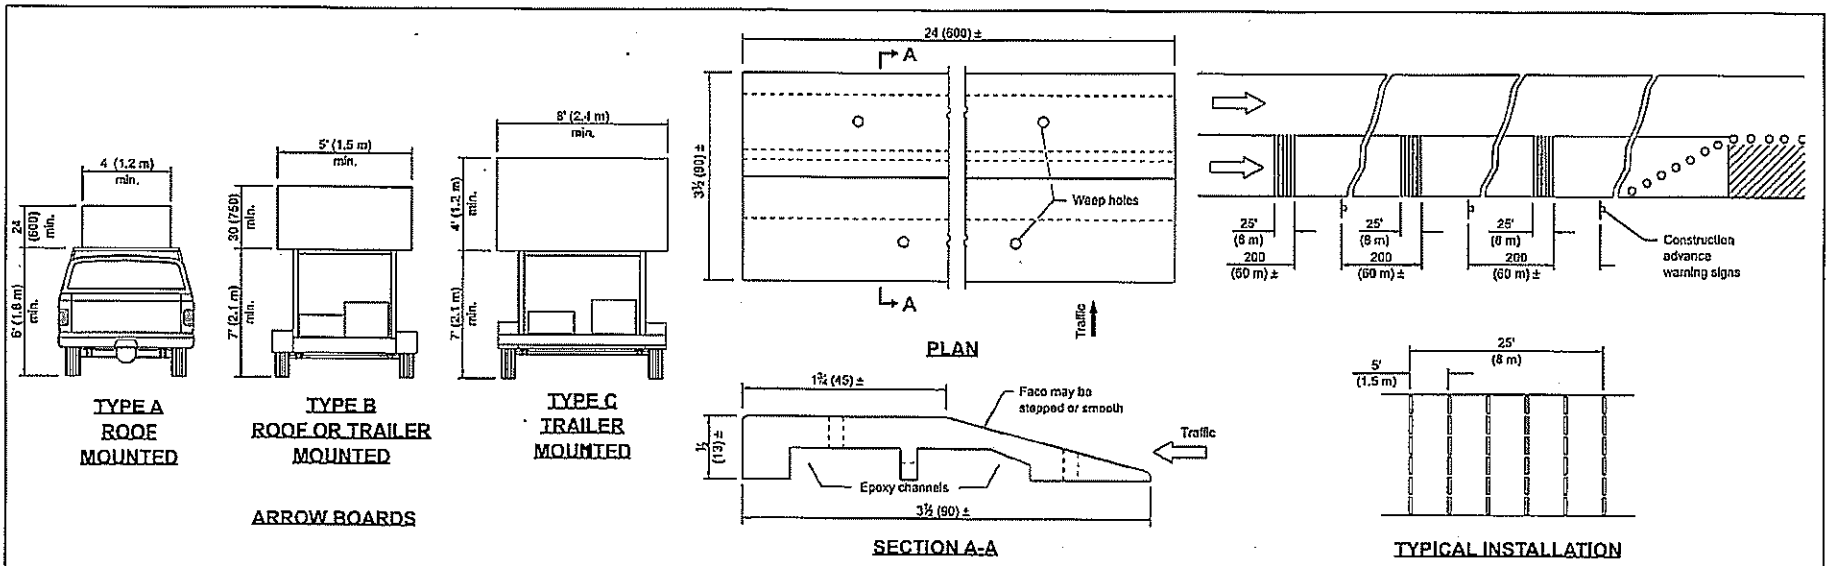 4 (1.2 m)
min.
24
(600)
min.
6' (1.8 m)
min.
TYPE A
ROOF
MOUNTED
5' (1.5 m)
min.
30 (750)
min.
7' (2.1 m)
min.
TYPE B
ROOF OR TRAILER
MOUNTED
8' (2.4 m)
min.
4' (1.2 m)
min.
7' (2.1 m)
min.
TYPE C
TRAILER
MOUNTED
ARROW BOARDS
24 (600) ±
A
3½ (90) ±
Weep holes
A
Traffic
PLAN
1¾ (45) ±
Face may be
stepped or smooth
½
(13) ±
Traffic
Epoxy channels
3½ (90) ±
SECTION A-A
25'
(8 m)
200
(60 m) ±
25'
(8 m)
200
(60 m) ±
25'
(8 m)
200
(60 m) ±
Construction
advance
warning signs
25'
(8 m)
5'
(1.5 m)
TYPICAL INSTALLATION